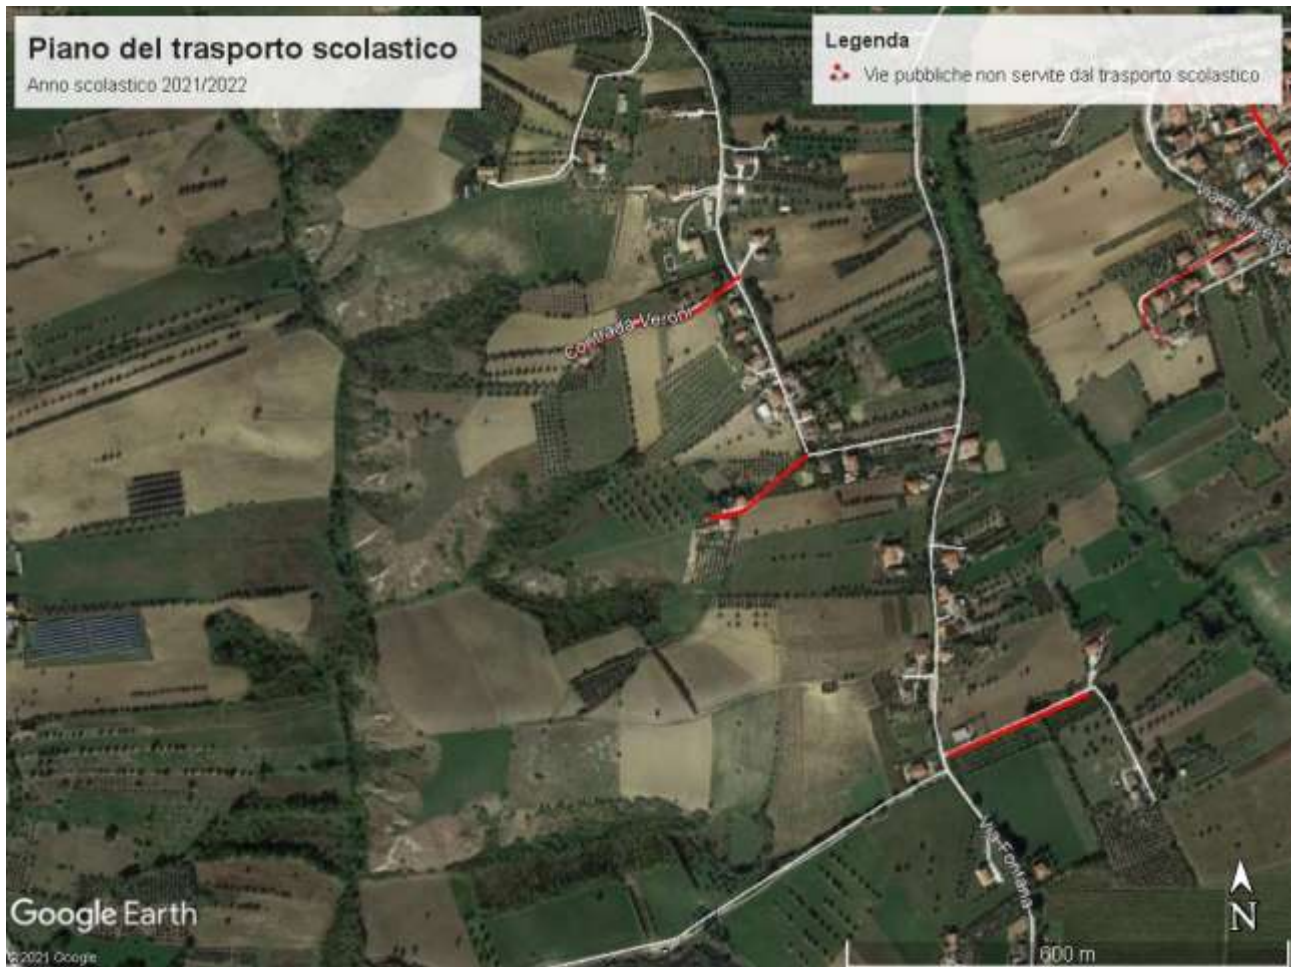 Piano del trasporto scolastico
Anno scolastico 2021/2022
Legenda
Vie pubbliche non servite dal trasporto scolastico
Contrada Veroni
Via Fontana
Google Earth
©2021 Google
N
600 m